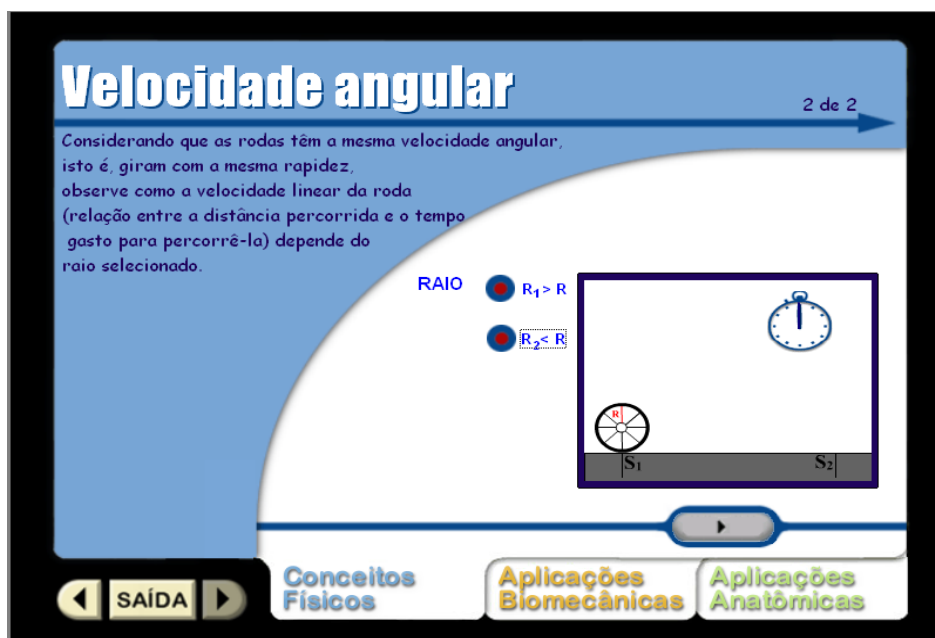 Velocidade angular
2 de 2
Considerando que as rodas têm a mesma velocidade angular,
isto é, giram com a mesma rapidez,
observe como a velocidade linear da roda
(relação entre a distância percorrida e o tempo
gasto para percorrê-la) depende do
raio selecionado.
RAIO
R₁ > R
R₂ < R
R
S₁
S₂
SAÍDA
Conceitos
Físicos
Aplicações
Biomecânicas
Aplicações
Anatômicas